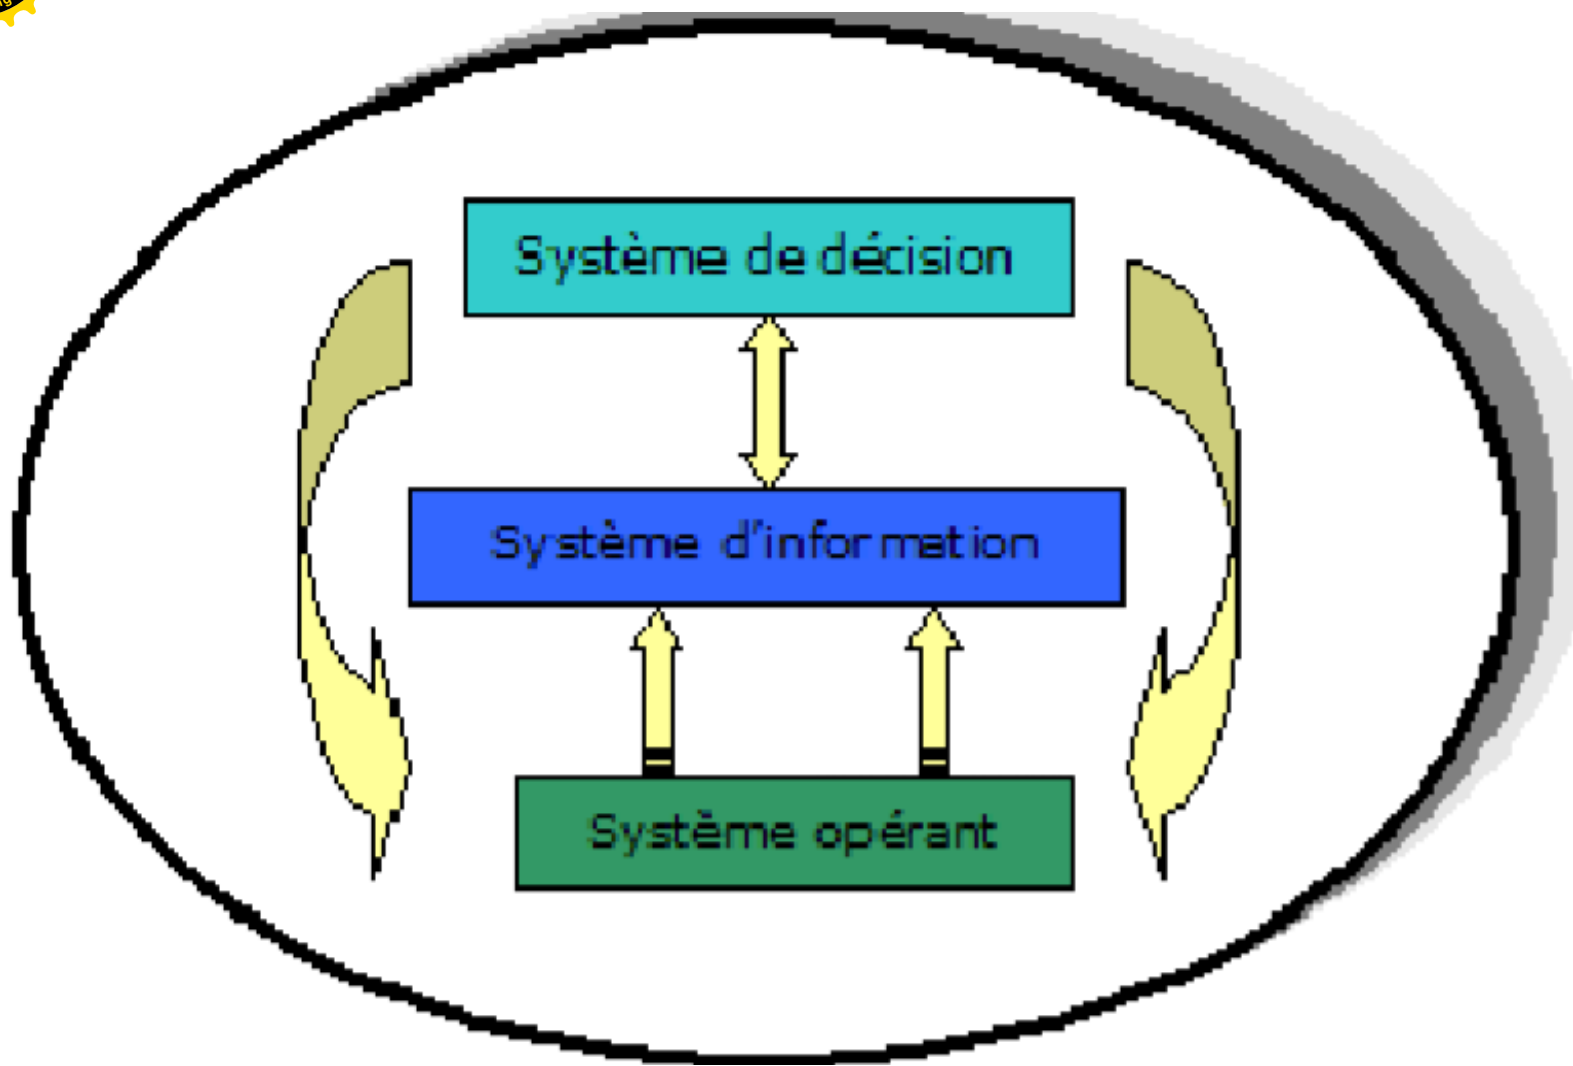 Système de décision
Système d'information
Système opérant